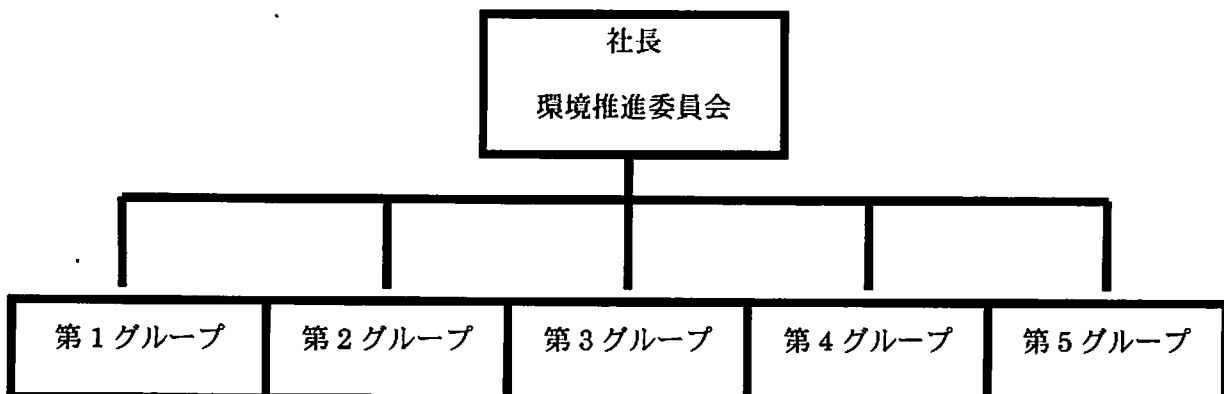 社長
環境推進委員会
第1グループ
第2グループ
第3グループ
第4グループ
第5グループ